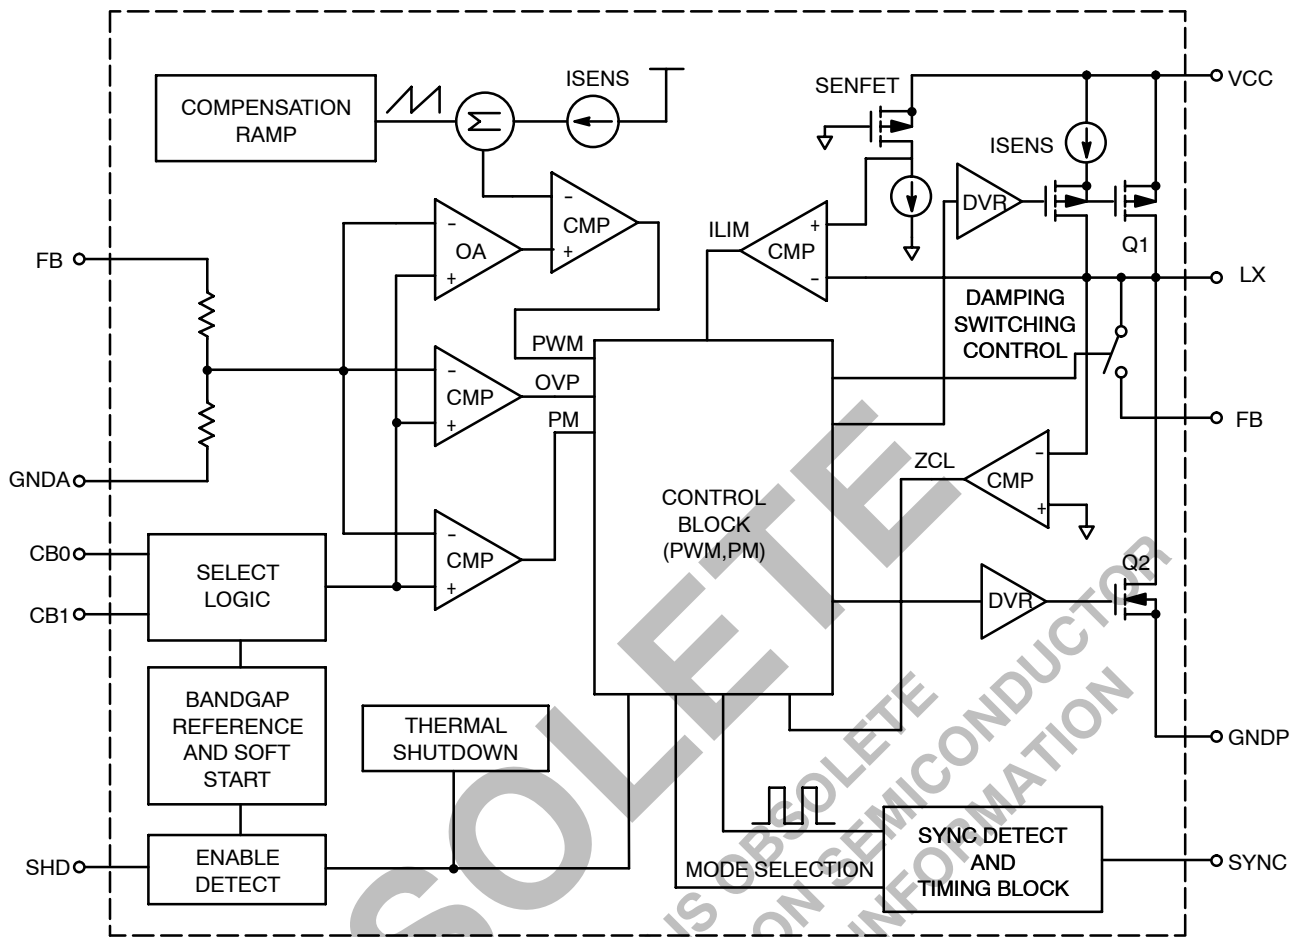 COMPENSATION
RAMP
Σ
ISENS
SENFET
VCC
ISENS
DVR
Q1
-
CMP
+
-
OA
+
ILIM
+
CMP
-
FB
LX
DAMPING
SWITCHING
CONTROL
PWM
-
CMP
+
OVP
PM
FB
GNDA
ZCL
-
CMP
+
CONTROL
BLOCK
(PWM,PM)
CB0
CB1
SELECT
LOGIC
-
CMP
+
DVR
Q2
BANDGAP
REFERENCE
AND SOFT
START
THERMAL
SHUTDOWN
GNDP
SHD
ENABLE
DETECT
MODE SELECTION
SYNC DETECT
AND
TIMING BLOCK
SYNC
SOLETE
IS OBSOLETE
ON SEMICONDUCTOR
INFORMATION